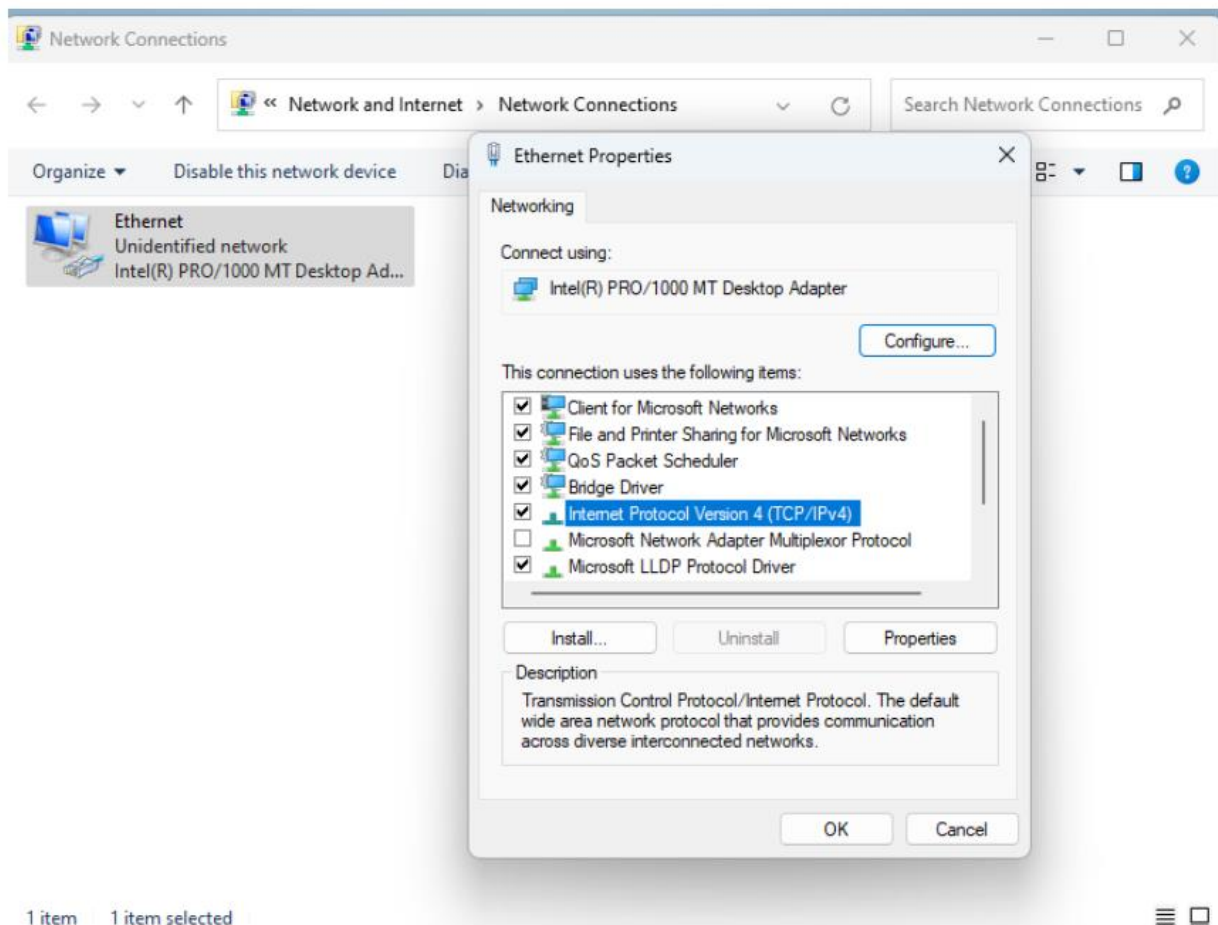 Network Connections
« Network and Internet › Network Connections
Search Network Connections
Organize
Disable this network device
Dia
Ethernet
Unidentified network
Intel(R) PRO/1000 MT Desktop Ad...
Ethernet Properties
Networking
Connect using:
Intel(R) PRO/1000 MT Desktop Adapter
Configure...
This connection uses the following items:
Client for Microsoft Networks
File and Printer Sharing for Microsoft Networks
QoS Packet Scheduler
Bridge Driver
Internet Protocol Version 4 (TCP/IPv4)
Microsoft Network Adapter Multiplexor Protocol
Microsoft LLDP Protocol Driver
Install...
Uninstall
Properties
Description
Transmission Control Protocol/Internet Protocol. The default
wide area network protocol that provides communication
across diverse interconnected networks.
OK
Cancel
1 item
1 item selected